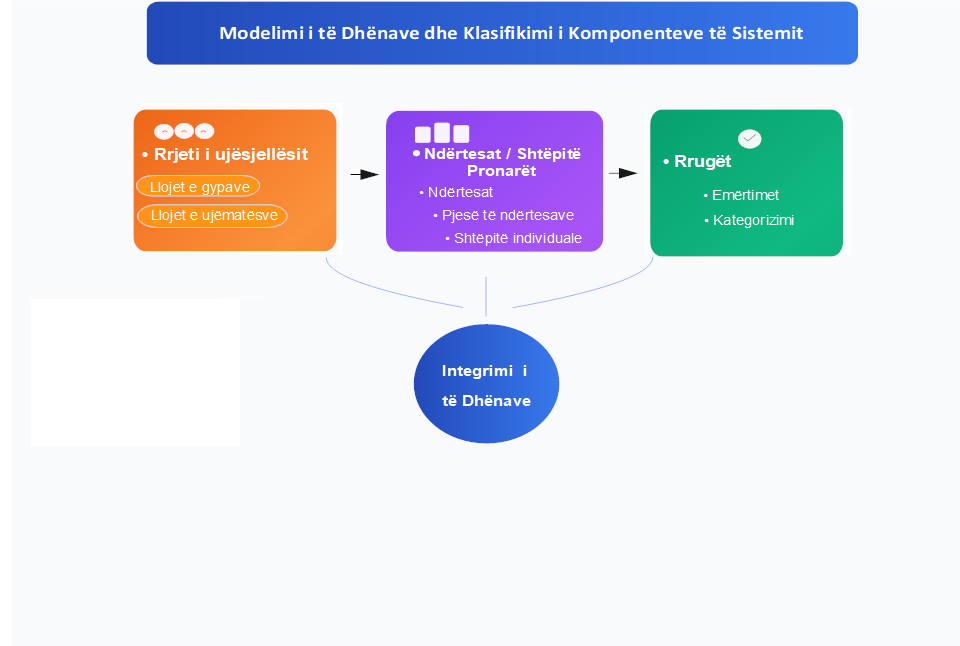 Modelimi i të Dhënave dhe Klasifikimi i Komponenteve të Sistemit
• Rrjeti i ujësjellësit
Llojet e gypave
Llojet e ujëmatësve
• Ndërtesat / Shtëpitë
Pronarët
• Ndërtesat
• Pjesë të ndërtesave
• Shtëpitë individuale
• Rrugët
• Emërtimet
• Kategorizimi
Integrimi i
të Dhënave